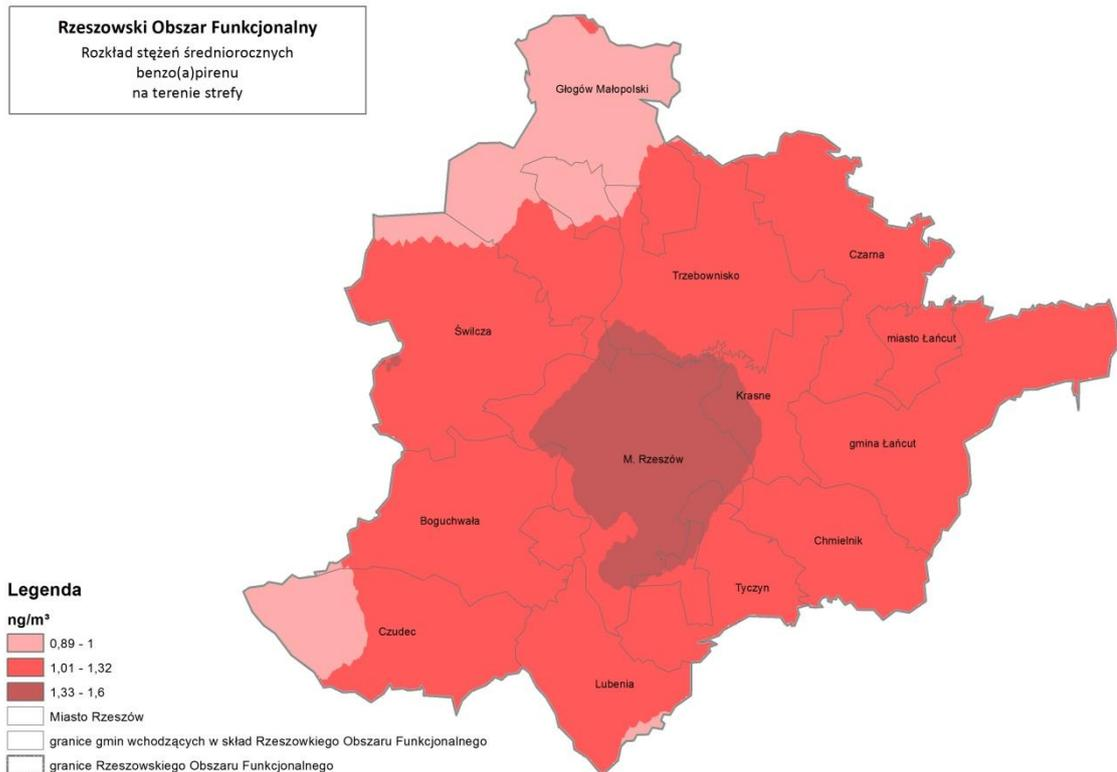 Rzeszowski Obszar Funkcjonalny
Rozkład stężeń średniorocznych
benzo(a)pirenu
na terenie strefy
Głogów Małopolski
Czarna
Trzebownisko
Świlcza
miasto Łańcut
Krasne
gmina Łańcut
M. Rzeszów
Boguchwała
Chmielnik
Tyczyn
Czudec
Lubenia
Legenda
ng/m³
0,89 - 1
1,01 - 1,32
1,33 - 1,6
Miasto Rzeszów
granice gmin wchodzących w skład Rzeszowkiego Obszaru Funkcjonalnego
granice Rzeszowskiego Obszaru Funkcjonalnego